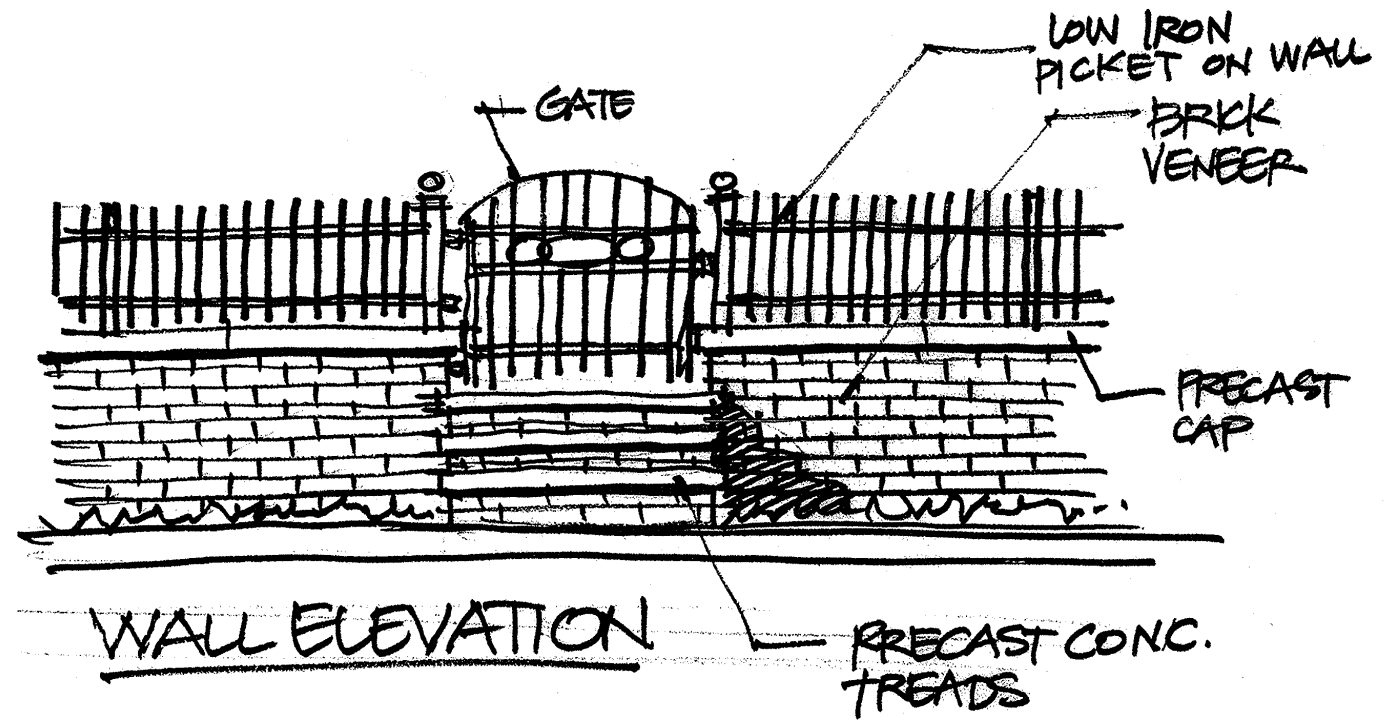 GATE
LOW IRON
PICKET ON WALL
BRICK
VENEER
PRECAST
CAP
WALL ELEVATION
PRECAST CONC.
TREADS